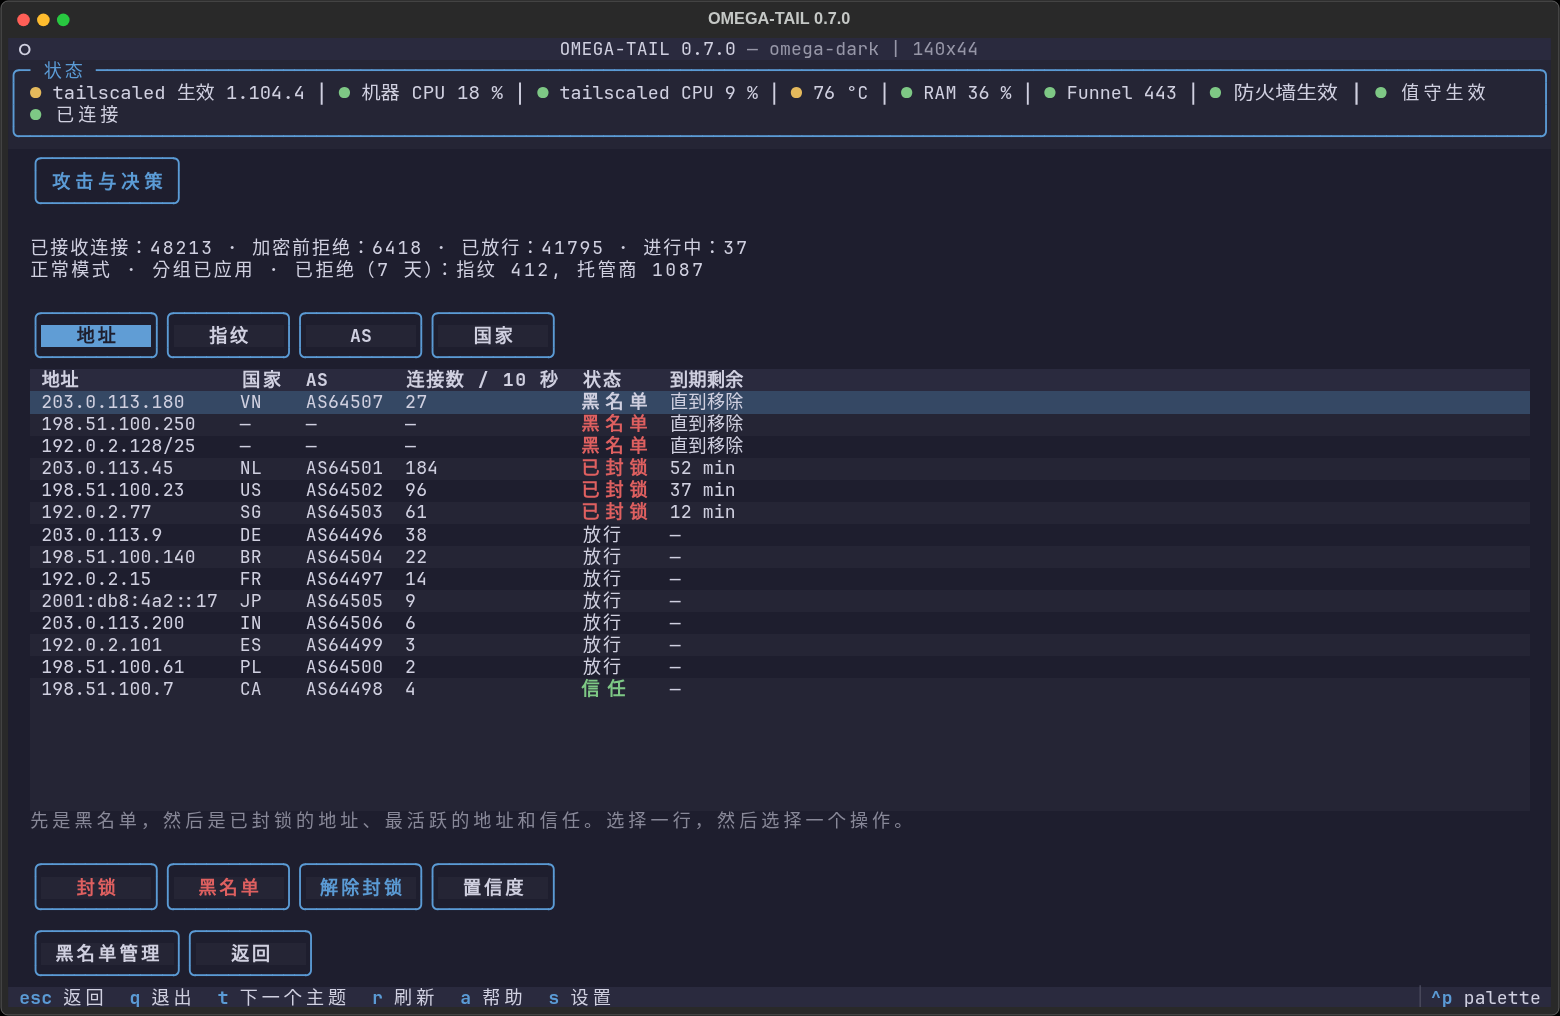 OMEGA-TAIL 0.7.0
OMEGA-TAIL 0.7.0 — omega-dark | 140x44
状态
tailscaled 生效 1.104.4 | 机器 CPU 18 % | tailscaled CPU 9 % | 76 °C | RAM 36 % | Funnel 443 | 防火墙生效 | 值守生效
已连接
攻击与决策
已接收连接：48213 · 加密前拒绝：6418 · 已放行：41795 · 进行中：37
正常模式 · 分组已应用 · 已拒绝（7 天）：指纹 412, 托管商 1087
地址 指纹 AS 国家
地址 国家 AS 连接数 / 10 秒 状态 到期剩余
203.0.113.180 VN AS64507 27 黑名单 直到移除
198.51.100.250 — — — 黑名单 直到移除
192.0.2.128/25 — — — 黑名单 直到移除
203.0.113.45 NL AS64501 184 已封锁 52 min
198.51.100.23 US AS64502 96 已封锁 37 min
192.0.2.77 SG AS64503 61 已封锁 12 min
203.0.113.9 DE AS64496 38 放行 —
198.51.100.140 BR AS64504 22 放行 —
192.0.2.15 FR AS64497 14 放行 —
2001:db8:4a2::17 JP AS64505 9 放行 —
203.0.113.200 IN AS64506 6 放行 —
192.0.2.101 ES AS64499 3 放行 —
198.51.100.61 PL AS64500 2 放行 —
198.51.100.7 CA AS64498 4 信任 —
先是黑名单，然后是已封锁的地址、最活跃的地址和信任。选择一行，然后选择一个操作。
封锁 黑名单 解除封锁 置信度
黑名单管理 返回
esc 返回 q 退出 t 下一个主题 r 刷新 a 帮助 s 设置 ^p palette